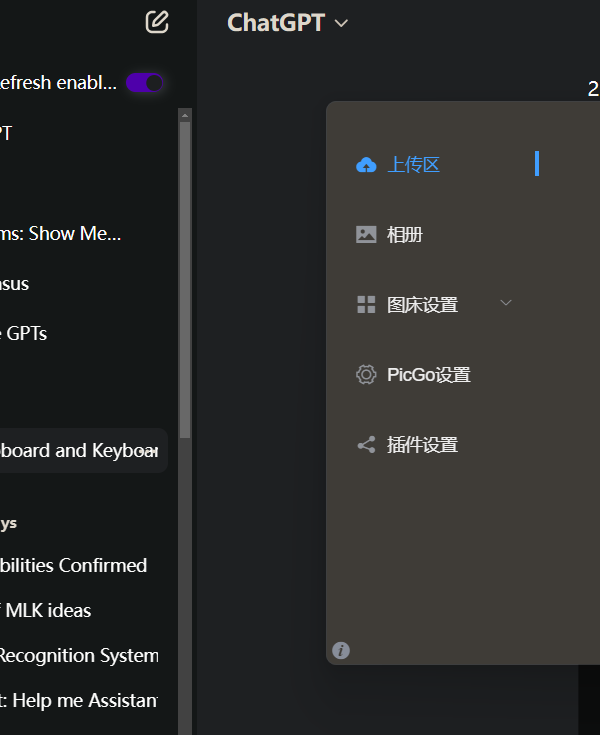 ChatGPT
efresh enabl...
2
PT
上传区
ms: Show Me...
相册
sus
图床设置
GPTs
PicGo设置
board and Keyboar
插件设置
ys
bilities Confirmed
MLK ideas
Recognition System
t: Help me Assistan